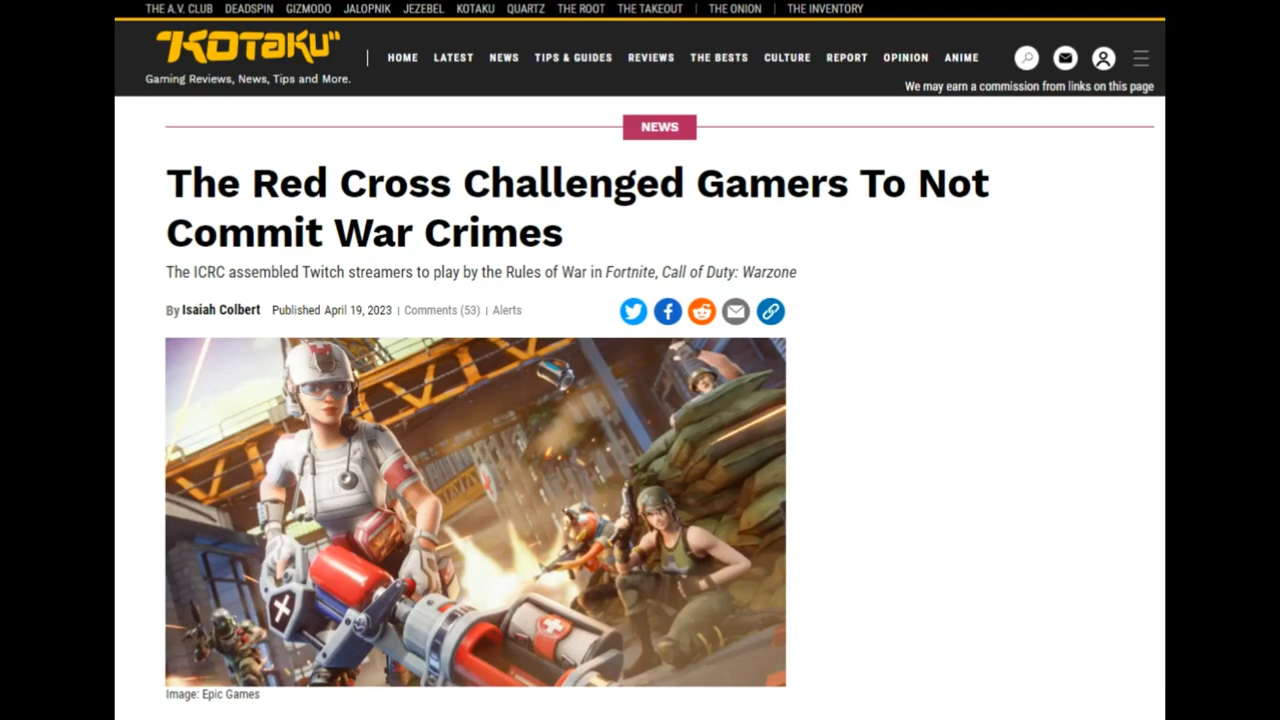 THE A.V. CLUB DEADSPIN GIZMODO JALOPNIK JEZEBEL KOTAKU QUARTZ THE ROOT THE TAKEOUT | THE ONION | THE INVENTORY
KOTAKU
Gaming Reviews, News, Tips and More.
HOME LATEST NEWS TIPS & GUIDES REVIEWS THE BESTS CULTURE REPORT OPINION ANIME
We may earn a commission from links on this page
NEWS
The Red Cross Challenged Gamers To Not
Commit War Crimes
The ICRC assembled Twitch streamers to play by the Rules of War in Fortnite, Call of Duty: Warzone
By Isaiah Colbert Published April 19, 2023 | Comments (53) | Alerts
Image: Epic Games